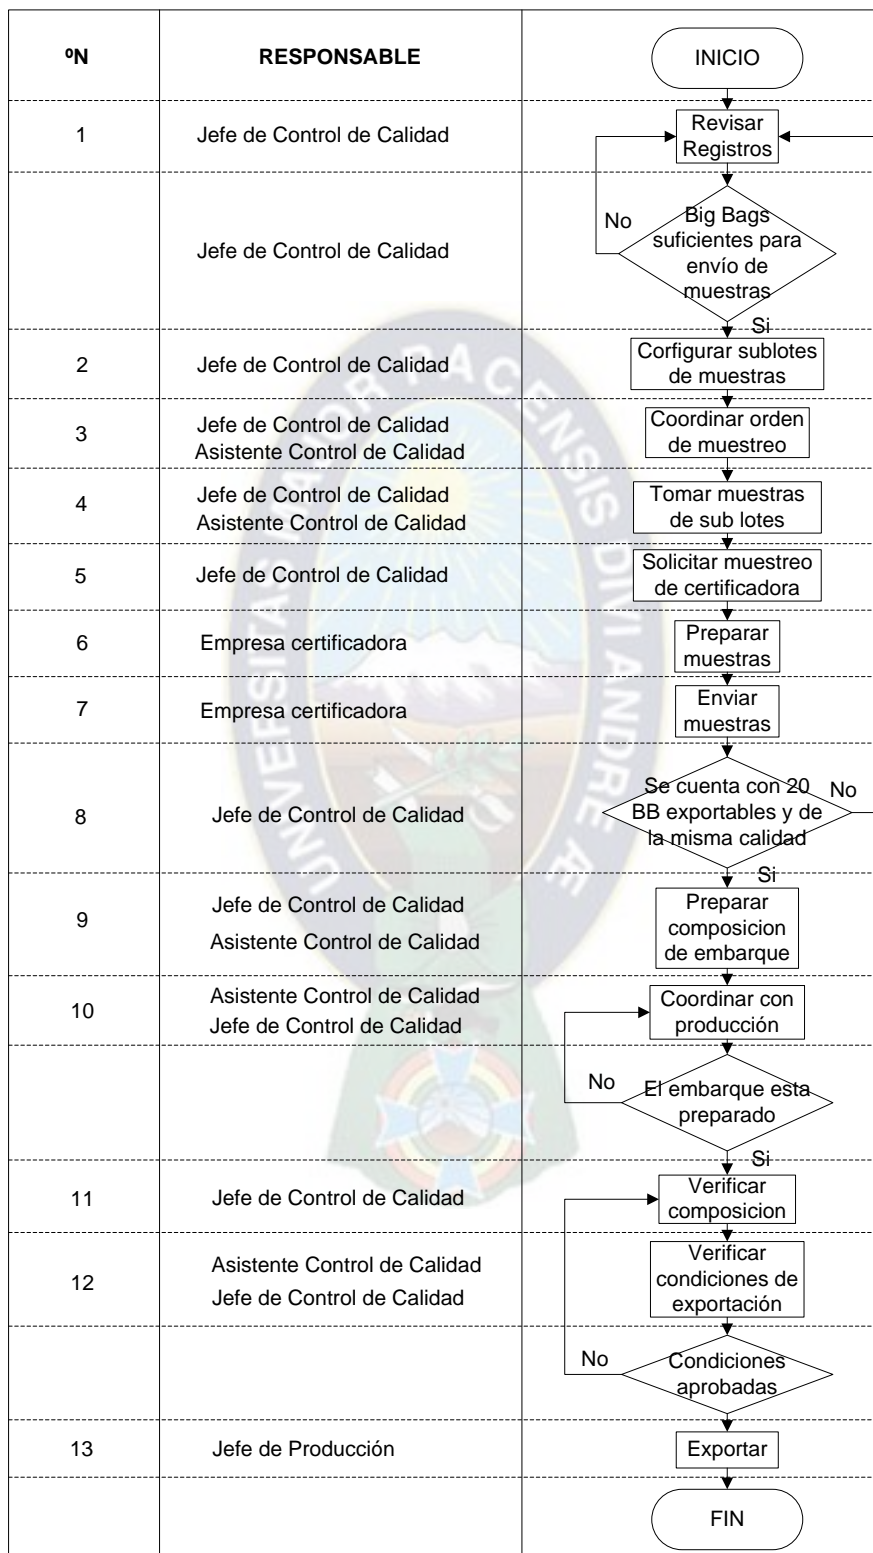 ºN RESPONSABLE INICIO
1 Jefe de Control de Calidad Revisar
Registros
Jefe de Control de Calidad
No
Big Bags
suficientes para
envío de
muestras
Si
2 Jefe de Control de Calidad Corfigurar sublotes
de muestras
3 Jefe de Control de Calidad
Asistente Control de Calidad
Coordinar orden
de muestreo
4 Jefe de Control de Calidad
Asistente Control de Calidad
Tomar muestras
de sub lotes
5 Jefe de Control de Calidad Solicitar muestreo
de certificadora
6 Empresa certificadora Preparar
muestras
7 Empresa certificadora Enviar
muestras
8 Jefe de Control de Calidad
Se cuenta con 20
BB exportables y de
la misma calidad
No
Si
9 Jefe de Control de Calidad
Asistente Control de Calidad
Preparar
composicion
de embarque
10 Asistente Control de Calidad
Jefe de Control de Calidad
Coordinar con
producción
No
El embarque esta
preparado
Si
11 Jefe de Control de Calidad Verificar
composicion
12 Asistente Control de Calidad
Jefe de Control de Calidad
Verificar
condiciones de
exportación
No
Condiciones
aprobadas
13 Jefe de Producción Exportar
FIN
UNIVERSITAS MAJOR PACENSIS DIVI ANDRE Æ